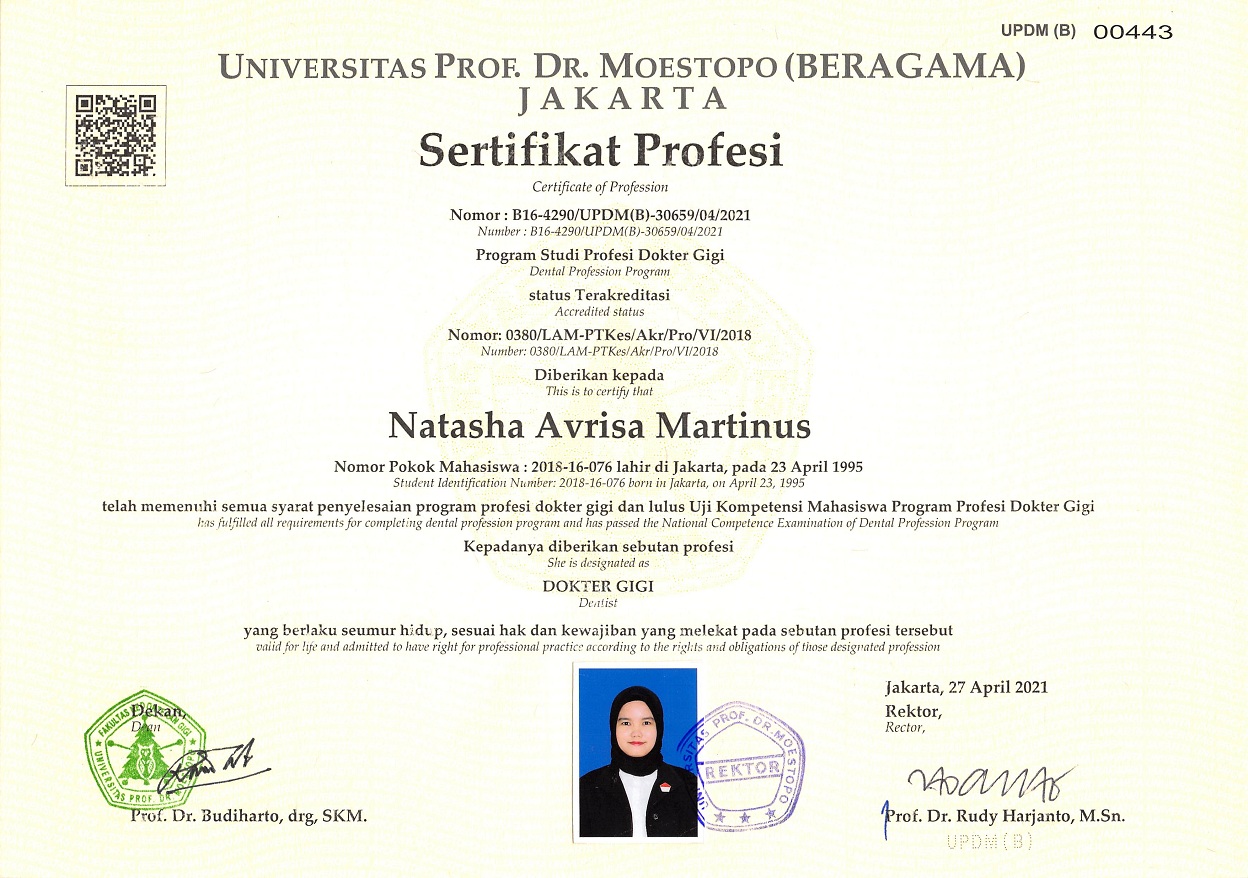 UPDM (B) 00443
UNIVERSITAS PROF. DR. MOESTOPO (BERAGAMA)
JAKARTA
Sertifikat Profesi
Certificate of Profession
Nomor : B16-4290/UPDM(B)-30659/04/2021
Number : B16-4290/UPDM(B)-30659/04/2021
Program Studi Profesi Dokter Gigi
Dental Profession Program
status Terakreditasi
Accredited status
Nomor: 0380/LAM-PTKes/Akr/Pro/VI/2018
Number: 0380/LAM-PTKes/Akr/Pro/VI/2018
Diberikan kepada
This is to certify that
Natasha Avrisa Martinus
Nomor Pokok Mahasiswa : 2018-16-076 lahir di Jakarta, pada 23 April 1995
Student Identification Number: 2018-16-076 born in Jakarta, on April 23, 1995
telah memenuhi semua syarat penyelesaian program profesi dokter gigi dan lulus Uji Kompetensi Mahasiswa Program Profesi Dokter Gigi
has fulfilled all requirements for completing dental profession program and has passed the National Competence Examination of Dental Profession Program
Kepadanya diberikan sebutan profesi
She is designated as
DOKTER GIGI
Dentist
yang berlaku seumur hidup, sesuai hak dan kewajiban yang melekat pada sebutan profesi tersebut
valid for life and admitted to have right for professional practice according to the rights and obligations of those designated profession
Jakarta, 27 April 2021
Dekan,
Dean
Rektor,
Rector,
FAKULTAS KEDOKTERAN GIGI
UNIVERSITAS PROF. DR.
PROF. DR. MOESTOPO
REKTOR
Prof. Dr. Budiharto, drg, SKM.
Prof. Dr. Rudy Harjanto, M.Sn.
UPDM(B)